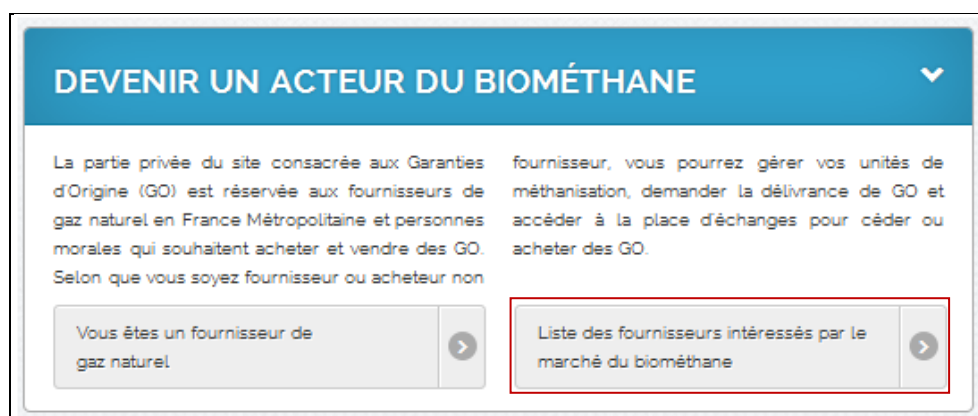 DEVENIR UN ACTEUR DU BIOMÉTHANE
La partie privée du site consacrée aux Garanties
d'Origine (GO) est réservée aux fournisseurs de
gaz naturel en France Métropolitaine et personnes
morales qui souhaitent acheter et vendre des GO.
Selon que vous soyez fournisseur ou acheteur non
fournisseur, vous pourrez gérer vos unités de
méthanisation, demander la délivrance de GO et
accéder à la place d'échanges pour céder ou
acheter des GO.
Vous êtes un fournisseur de
gaz naturel
Liste des fournisseurs intéressés par le
marché du biométhane